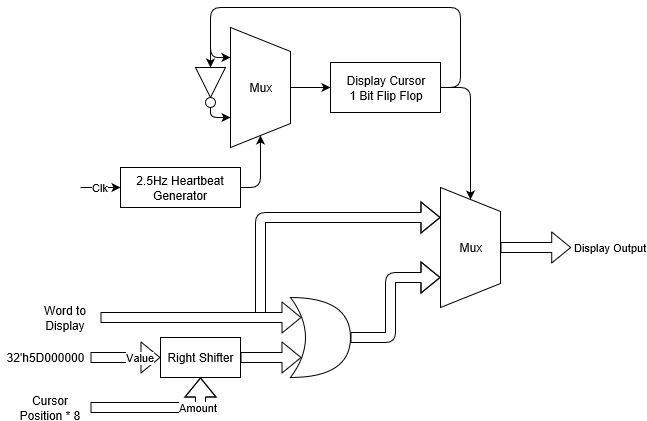 Mux
Display Cursor
1 Bit Flip Flop
Clk
2.5Hz Heartbeat
Generator
Mux
Display Output
Word to
Display
32'h5D000000
Value
Right Shifter
Cursor
Position * 8
Amount